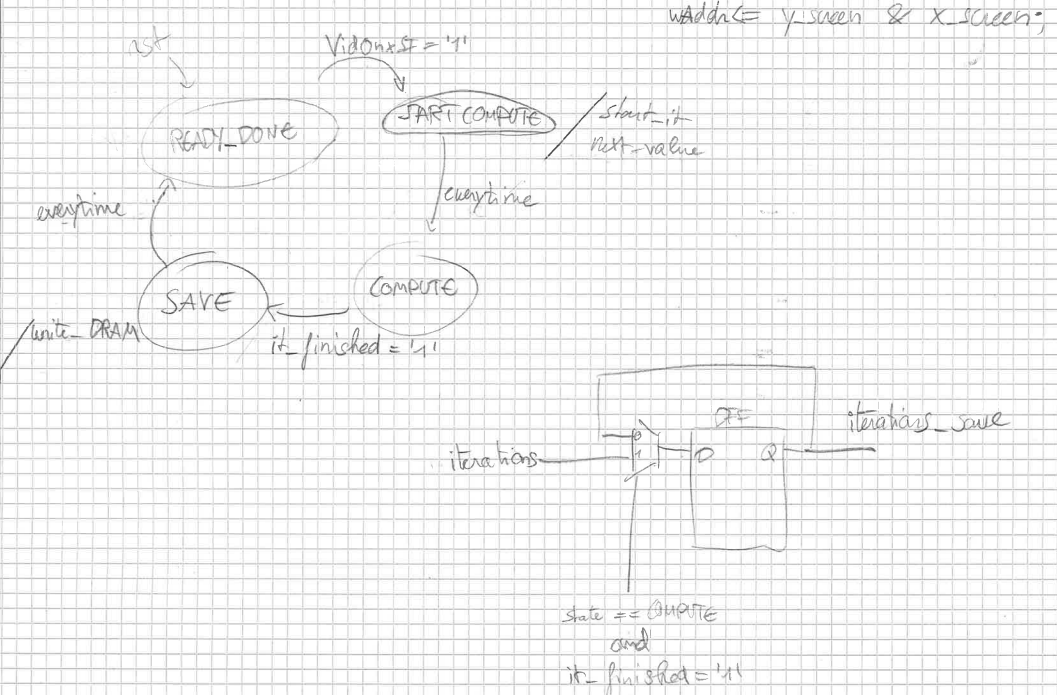 wAddr <= y_screen & x_screen;
rst
VidOnxSI = '1'
READY_DONE
START COMPUTE
start_it
next_value
everytime
everytime
COMPUTE
SAVE
write_DRAM
it_finished = '1'
DFF
iterations_save
0
iterations
1
D
Q
state == COMPUTE
and
it_finished = '1'